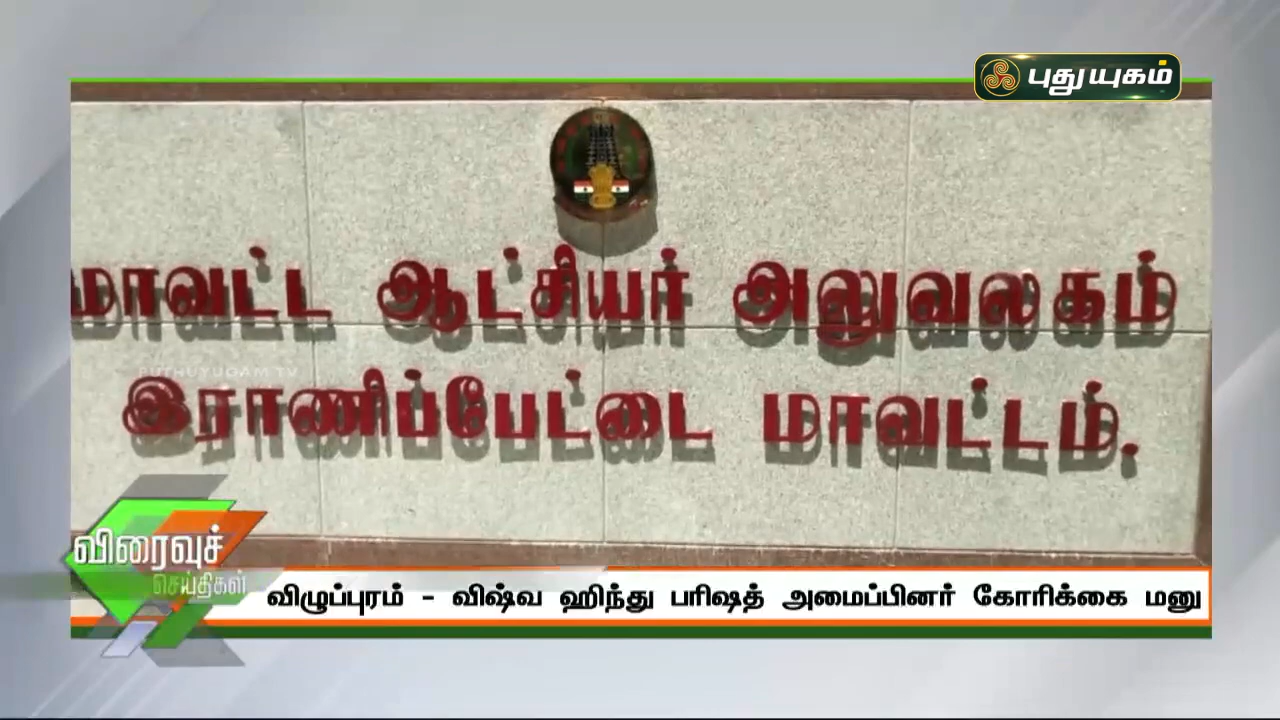 புதுயுகம்
மாவட்ட ஆட்சியர் அலுவலகம்
PUTHUYUGAM TV
இராணிப்பேட்டை மாவட்டம்.
விரைவுச்
செய்திகள்
விழுப்புரம் - விஷ்வ ஹிந்து பரிஷத் அமைப்பினர் கோரிக்கை மனு